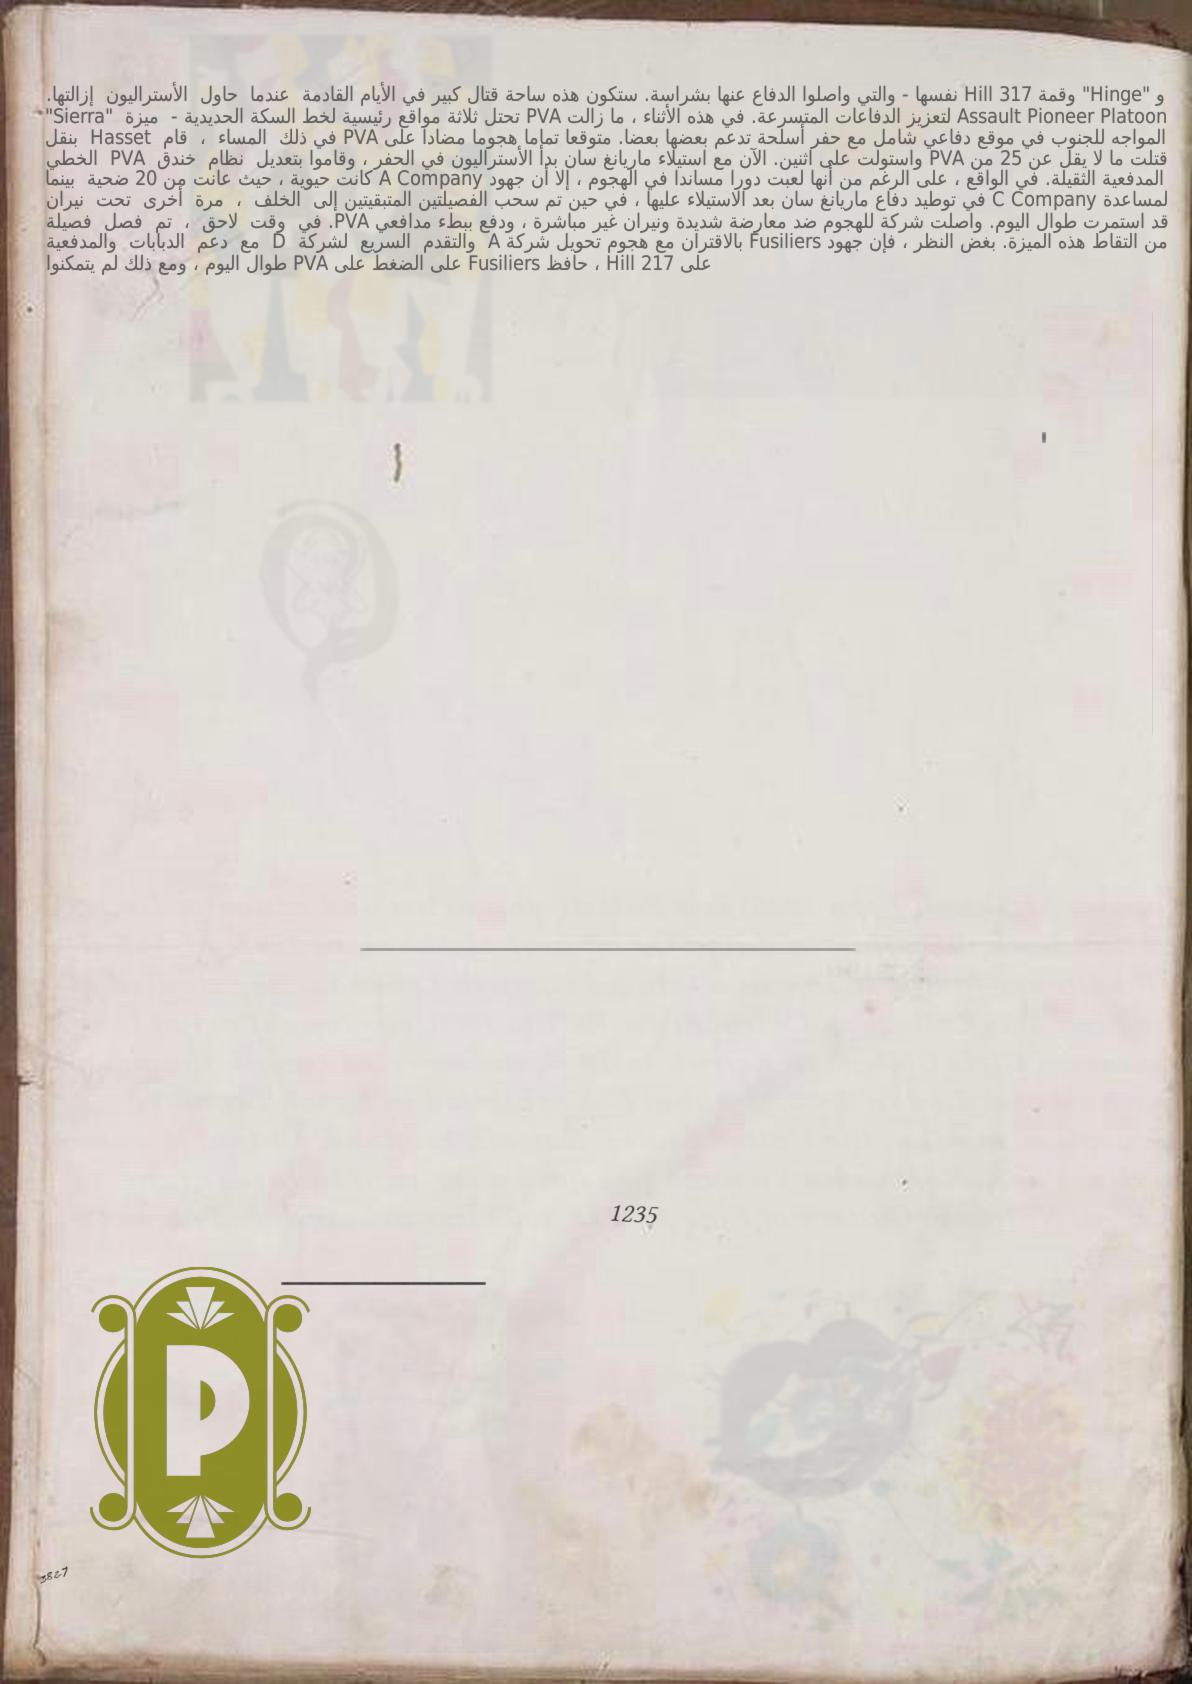 و "Hinge" وقمة Hill 317 نفسها - والتي واصلوا الدفاع عنها بشراسة. ستكون هذه ساحة قتال كبير في الأيام القادمة عندما حاول الأستراليون إزالتها.
Assault Pioneer Platoon لتعزيز الدفاعات المتسرعة. في هذه الأثناء ، ما زالت PVA تحتل ثلاثة مواقع رئيسية لخط السكة الحديدية - ميزة "Sierra"
المواجه للجنوب في موقع دفاعي شامل مع حفر أسلحة تدعم بعضها بعضا. متوقعا تماما هجوما مضادا على PVA في ذلك المساء ، قام Hasset بنقل
قتلت ما لا يقل عن 25 من PVA واستولت على اثنين. الآن مع استيلاء ماريانغ سان بدأ الأستراليون في الحفر ، وقاموا بتعديل نظام خندق PVA الخطي
المدفعية الثقيلة. في الواقع ، على الرغم من أنها لعبت دورا مساندا في الهجوم ، إلا أن جهود A Company كانت حيوية ، حيث عانت من 20 ضحية بينما
لمساعدة C Company في توطيد دفاع ماريانغ سان بعد الاستيلاء عليها ، في حين تم سحب الفصيلتين المتبقيتين إلى الخلف ، مرة أخرى تحت نيران
قد استمرت طوال اليوم. واصلت شركة للهجوم ضد معارضة شديدة ونيران غير مباشرة ، ودفع ببطء مدافعي PVA. في وقت لاحق ، تم فصل فصيلة
من التقاط هذه الميزة. بغض النظر ، فإن جهود Fusiliers بالاقتران مع هجوم تحويل شركة A والتقدم السريع لشركة D مع دعم الدبابات والمدفعية
على Hill 217 ، حافظ Fusiliers على الضغط على PVA طوال اليوم ، ومع ذلك لم يتمكنوا
1235
P
3827